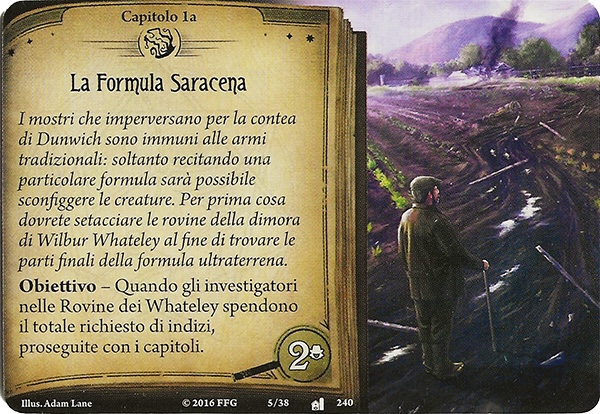 Capitolo 1a
La Formula Saracena
I mostri che imperversano per la contea
di Dunwich sono immuni alle armi
tradizionali: soltanto recitando una
particolare formula sarà possibile
sconfiggere le creature. Per prima cosa
dovrete setacciare le rovine della dimora
di Wilbur Whateley al fine di trovare le
parti finali della formula ultraterrena.
Obiettivo – Quando gli investigatori
nelle Rovine dei Whateley spendono
il totale richiesto di indizi,
proseguite con i capitoli.
2
Illus. Adam Lane © 2016 FFG 5/38 240